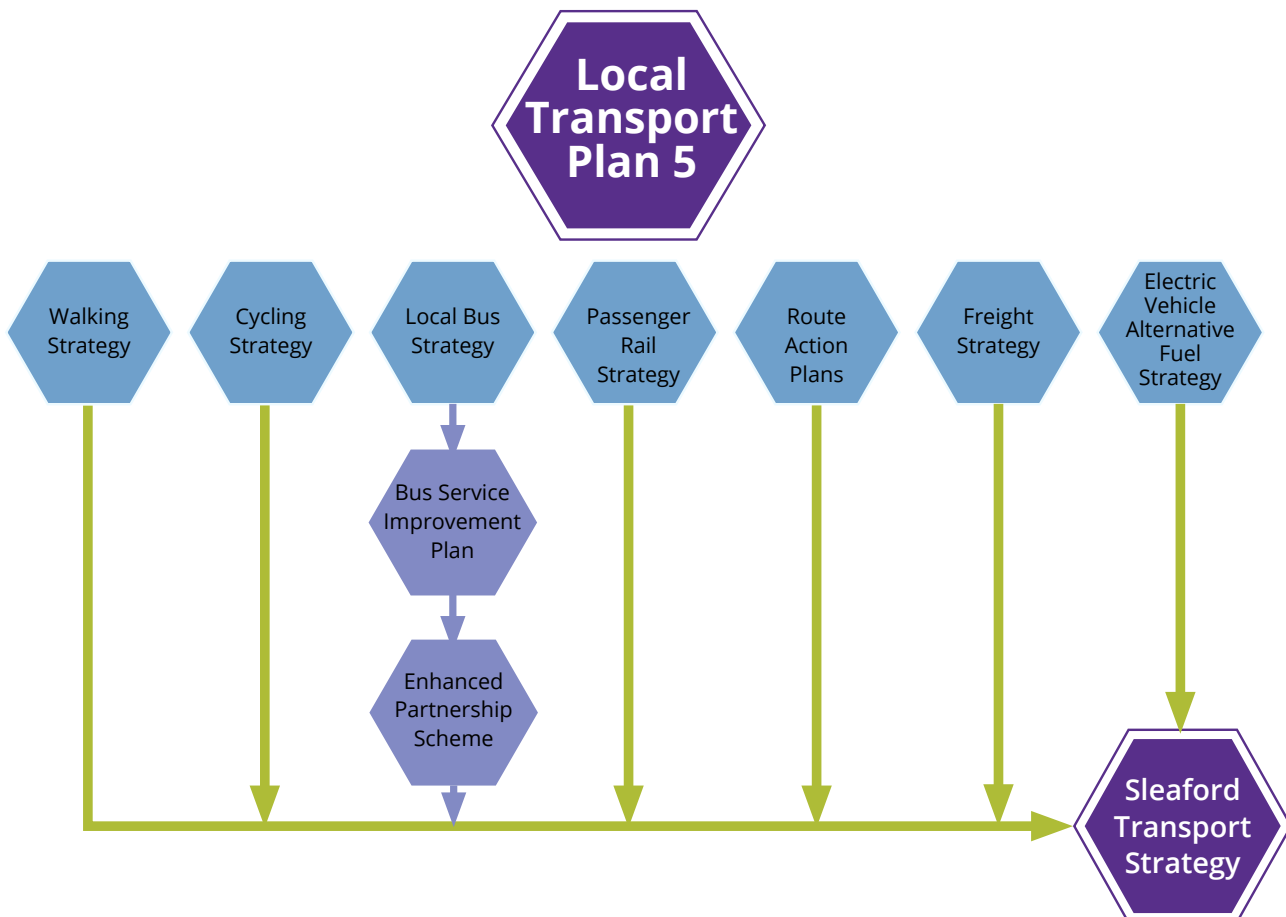 Local
Transport
Plan 5
Walking
Strategy
Cycling
Strategy
Local Bus
Strategy
Passenger
Rail
Strategy
Route
Action
Plans
Freight
Strategy
Electric
Vehicle
Alternative
Fuel
Strategy
Bus Service
Improvement
Plan
Enhanced
Partnership
Scheme
Sleaford
Transport
Strategy